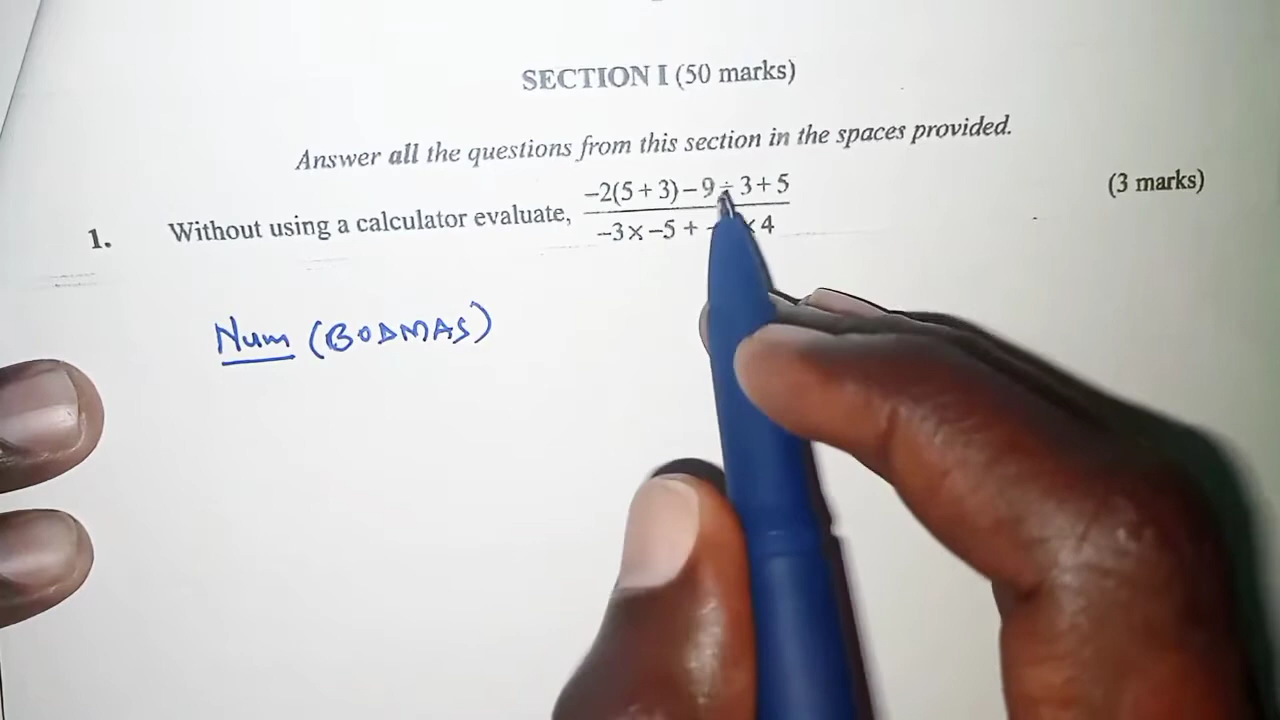 SECTION I (50 marks)
Answer all the questions from this section in the spaces provided.
1. Without using a calculator evaluate, (3 marks)
−2(5+3)−9÷3+5
−3×−5+ − ×4
Num (BODMAS)